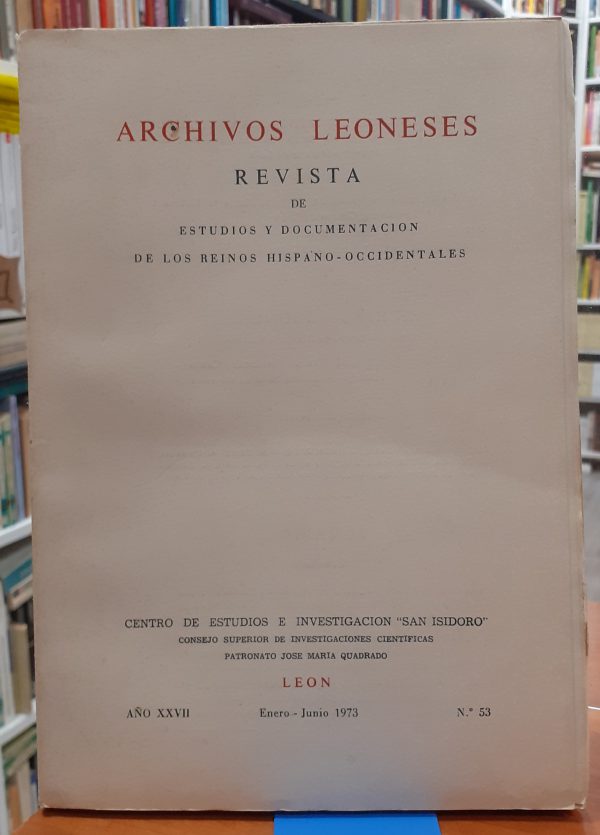 ARCHIVOS LEONESES
REVISTA
DE
ESTUDIOS Y DOCUMENTACION
DE LOS REINOS HISPANO-OCCIDENTALES
CENTRO DE ESTUDIOS E INVESTIGACION "SAN ISIDORO"
CONSEJO SUPERIOR DE INVESTIGACIONES CIENTÍFICAS
PATRONATO JOSE MARIA QUADRADO
LEON
AÑO XXVII Enero - Junio 1973 N.º 53